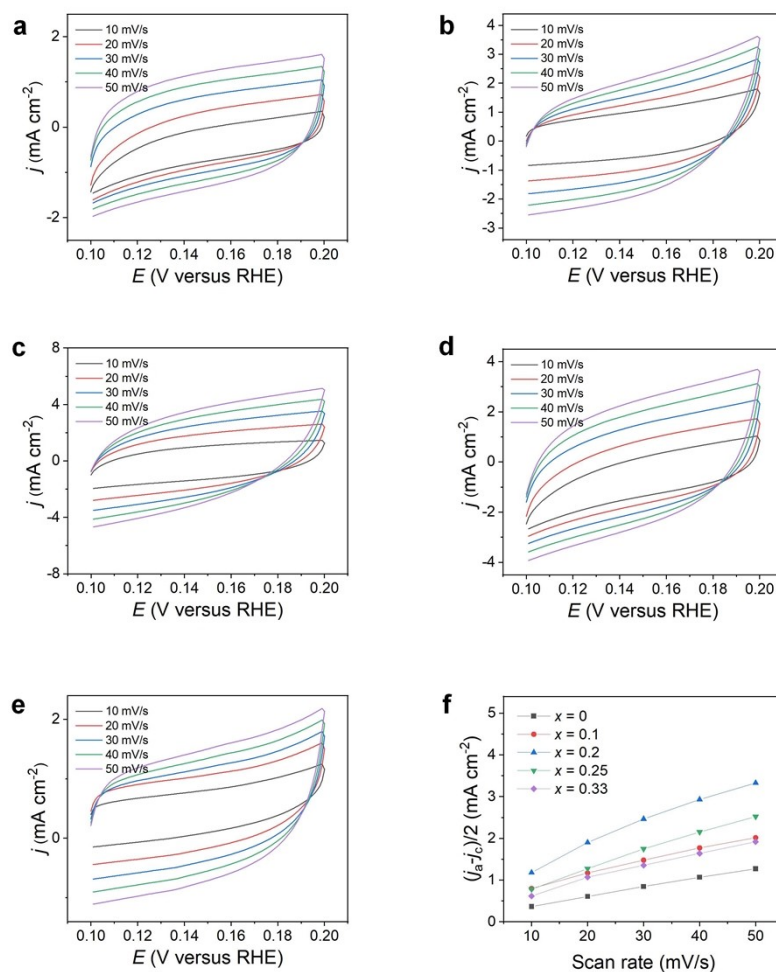 a
10 mV/s
20 mV/s
30 mV/s
40 mV/s
50 mV/s
2
0
-2
j (mA cm⁻²)
0.10 0.12 0.14 0.16 0.18 0.20
E (V versus RHE)
b
10 mV/s
20 mV/s
30 mV/s
40 mV/s
50 mV/s
4
3
2
1
0
-1
-2
-3
j (mA cm⁻²)
0.10 0.12 0.14 0.16 0.18 0.20
E (V versus RHE)
c
10 mV/s
20 mV/s
30 mV/s
40 mV/s
50 mV/s
8
4
0
-4
-8
j (mA cm⁻²)
0.10 0.12 0.14 0.16 0.18 0.20
E (V versus RHE)
d
10 mV/s
20 mV/s
30 mV/s
40 mV/s
50 mV/s
4
2
0
-2
-4
j (mA cm⁻²)
0.10 0.12 0.14 0.16 0.18 0.20
E (V versus RHE)
e
10 mV/s
20 mV/s
30 mV/s
40 mV/s
50 mV/s
2
0
j (mA cm⁻²)
0.10 0.12 0.14 0.16 0.18 0.20
E (V versus RHE)
f
x = 0
x = 0.1
x = 0.2
x = 0.25
x = 0.33
5
4
3
2
1
0
(jₐ-j꜀)/2 (mA cm⁻²)
10 20 30 40 50
Scan rate (mV/s)